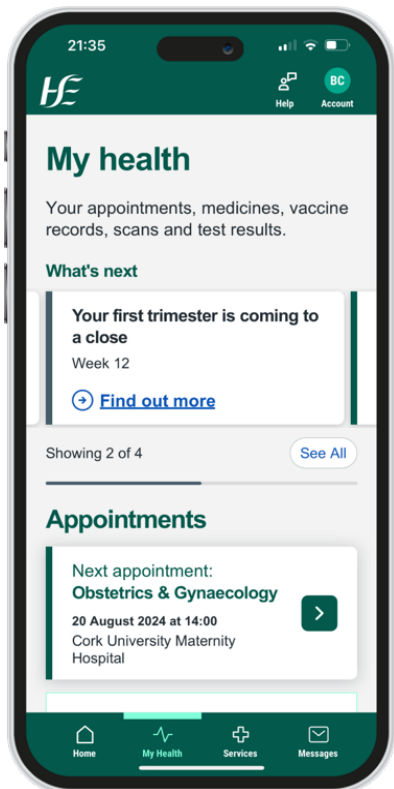 21:35
HSE
Help
BC
Account
My health
Your appointments, medicines, vaccine
records, scans and test results.
What's next
Your first trimester is coming to
a close
Week 12
Find out more
Showing 2 of 4
See All
Appointments
Next appointment:
Obstetrics & Gynaecology
20 August 2024 at 14:00
Cork University Maternity
Hospital
Home
My Health
Services
Messages